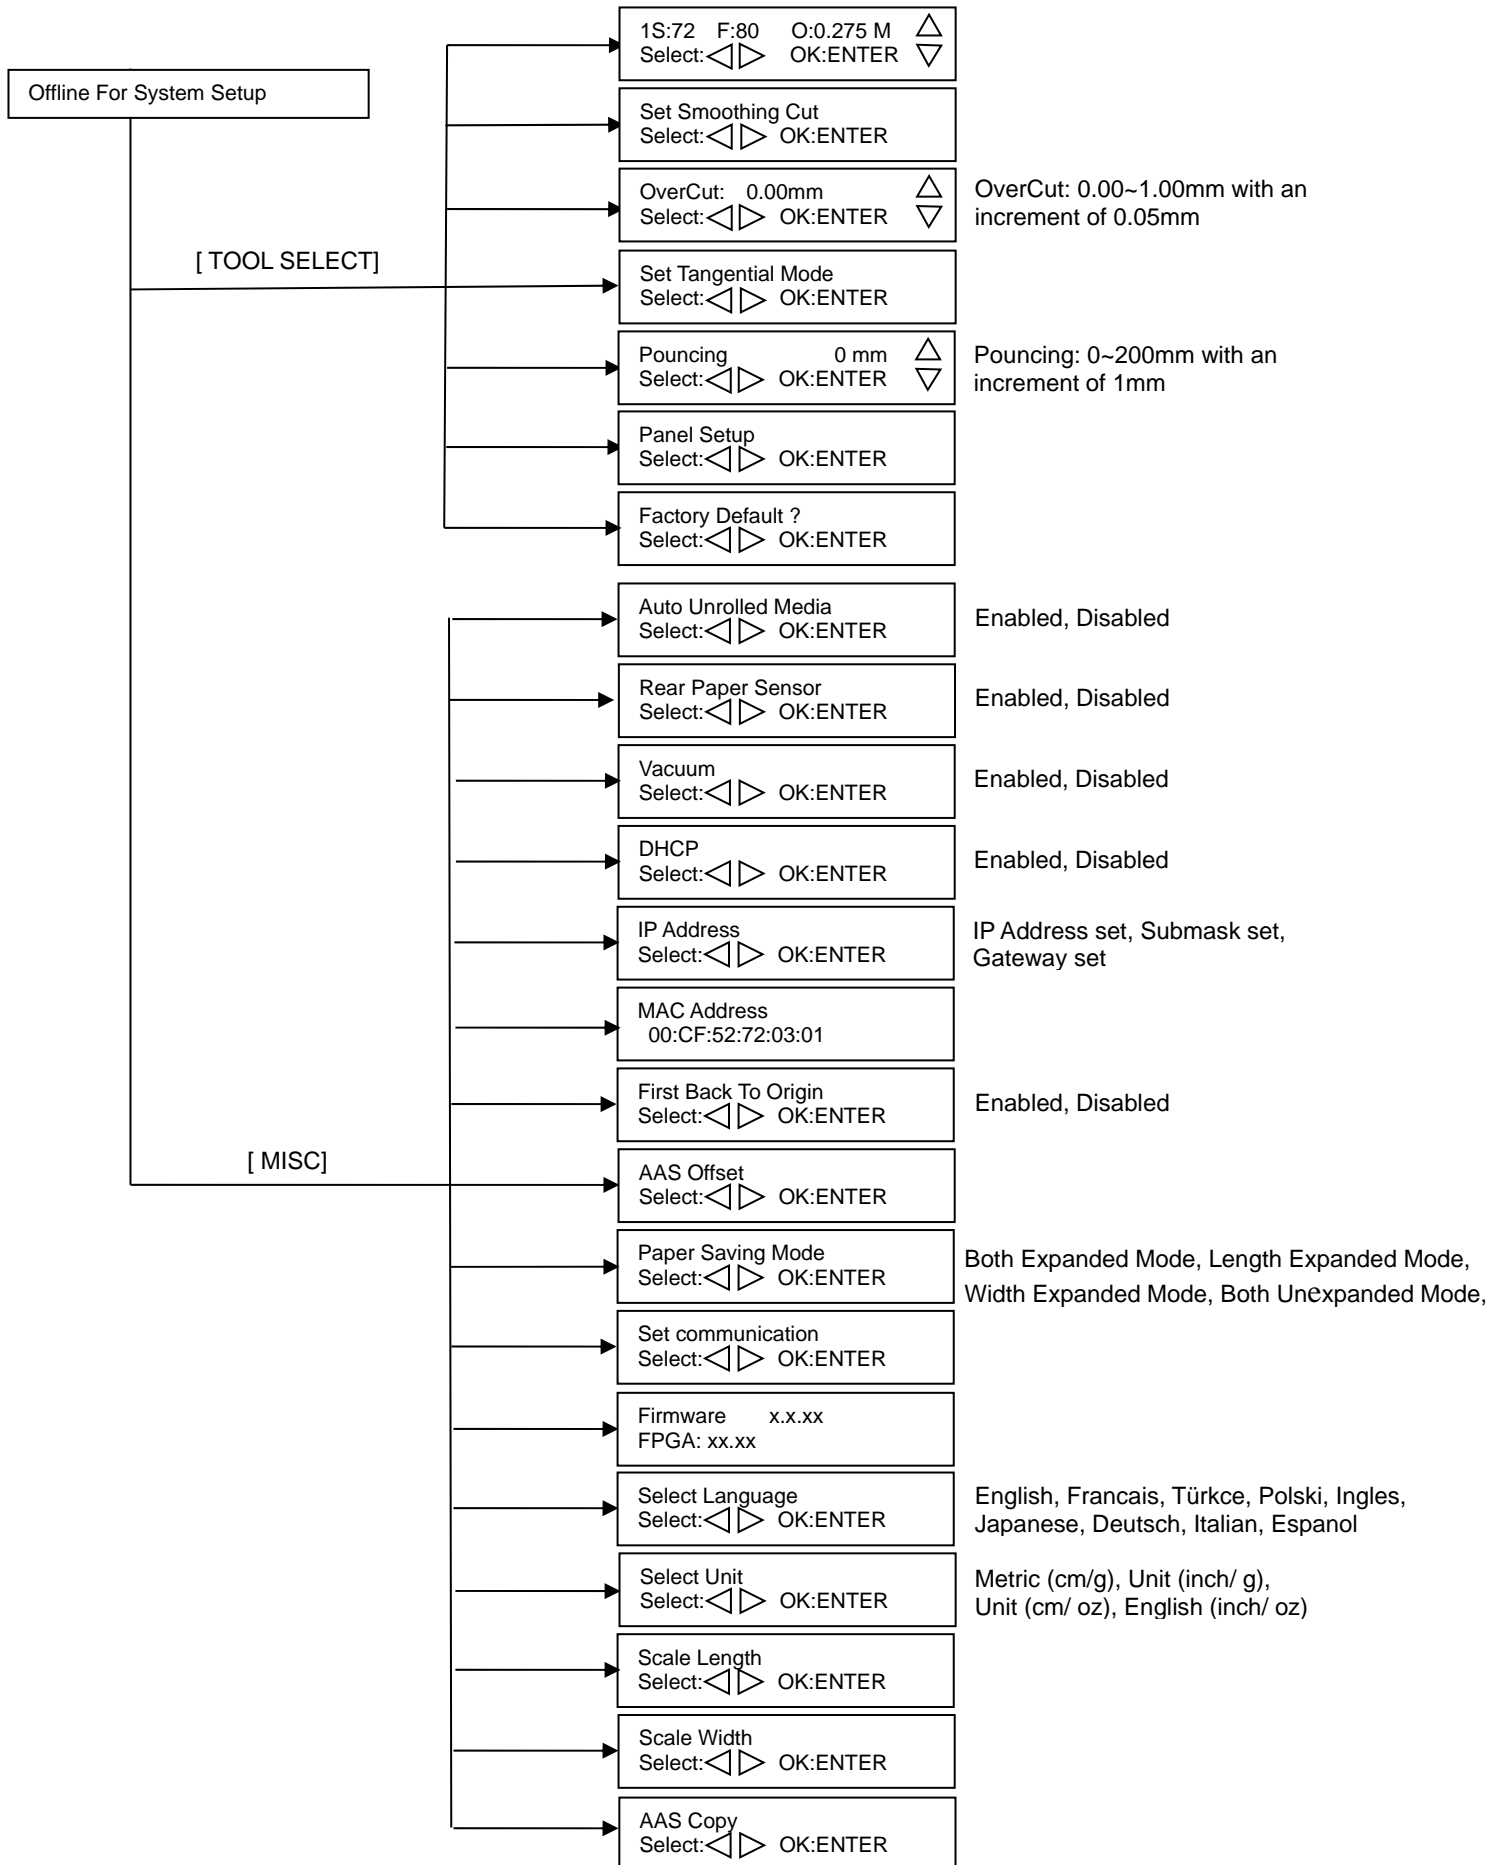 1S:72 F:80 O:0.275 M
Select: OK:ENTER
Offline For System Setup
Set Smoothing Cut
Select: OK:ENTER
OverCut: 0.00mm
Select: OK:ENTER
OverCut: 0.00~1.00mm with an
increment of 0.05mm
[ TOOL SELECT]
Set Tangential Mode
Select: OK:ENTER
Pouncing 0 mm
Select: OK:ENTER
Pouncing: 0~200mm with an
increment of 1mm
Panel Setup
Select: OK:ENTER
Factory Default ?
Select: OK:ENTER
Auto Unrolled Media
Select: OK:ENTER
Enabled, Disabled
Rear Paper Sensor
Select: OK:ENTER
Enabled, Disabled
Vacuum
Select: OK:ENTER
Enabled, Disabled
DHCP
Select: OK:ENTER
Enabled, Disabled
IP Address
Select: OK:ENTER
IP Address set, Submask set,
Gateway set
MAC Address
00:CF:52:72:03:01
First Back To Origin
Select: OK:ENTER
Enabled, Disabled
[ MISC]
AAS Offset
Select: OK:ENTER
Paper Saving Mode
Select: OK:ENTER
Both Expanded Mode, Length Expanded Mode,
Width Expanded Mode, Both Unexpanded Mode,
Set communication
Select: OK:ENTER
Firmware x.x.xx
FPGA: xx.xx
Select Language
Select: OK:ENTER
English, Francais, Türkce, Polski, Ingles,
Japanese, Deutsch, Italian, Espanol
Select Unit
Select: OK:ENTER
Metric (cm/g), Unit (inch/ g),
Unit (cm/ oz), English (inch/ oz)
Scale Length
Select: OK:ENTER
Scale Width
Select: OK:ENTER
AAS Copy
Select: OK:ENTER